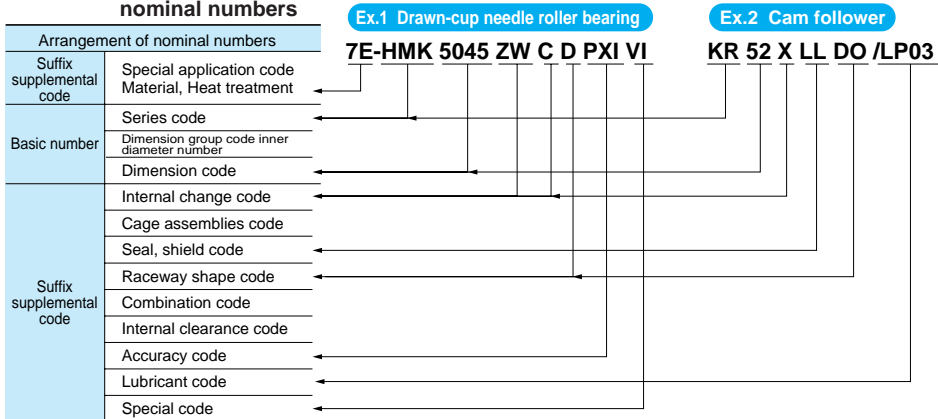 nominal numbers
Ex.1 Drawn-cup needle roller bearing
Ex.2 Cam follower
Arrangement of nominal numbers
7E-HMK 5045 ZW C D PXI VI
KR 52 X LL DO /LP03
Suffix
supplemental
code
Special application code
Material, Heat treatment
Basic number
Series code
Dimension group code inner
diameter number
Dimension code
Suffix
supplemental
code
Internal change code
Cage assemblies code
Seal, shield code
Raceway shape code
Combination code
Internal clearance code
Accuracy code
Lubricant code
Special code